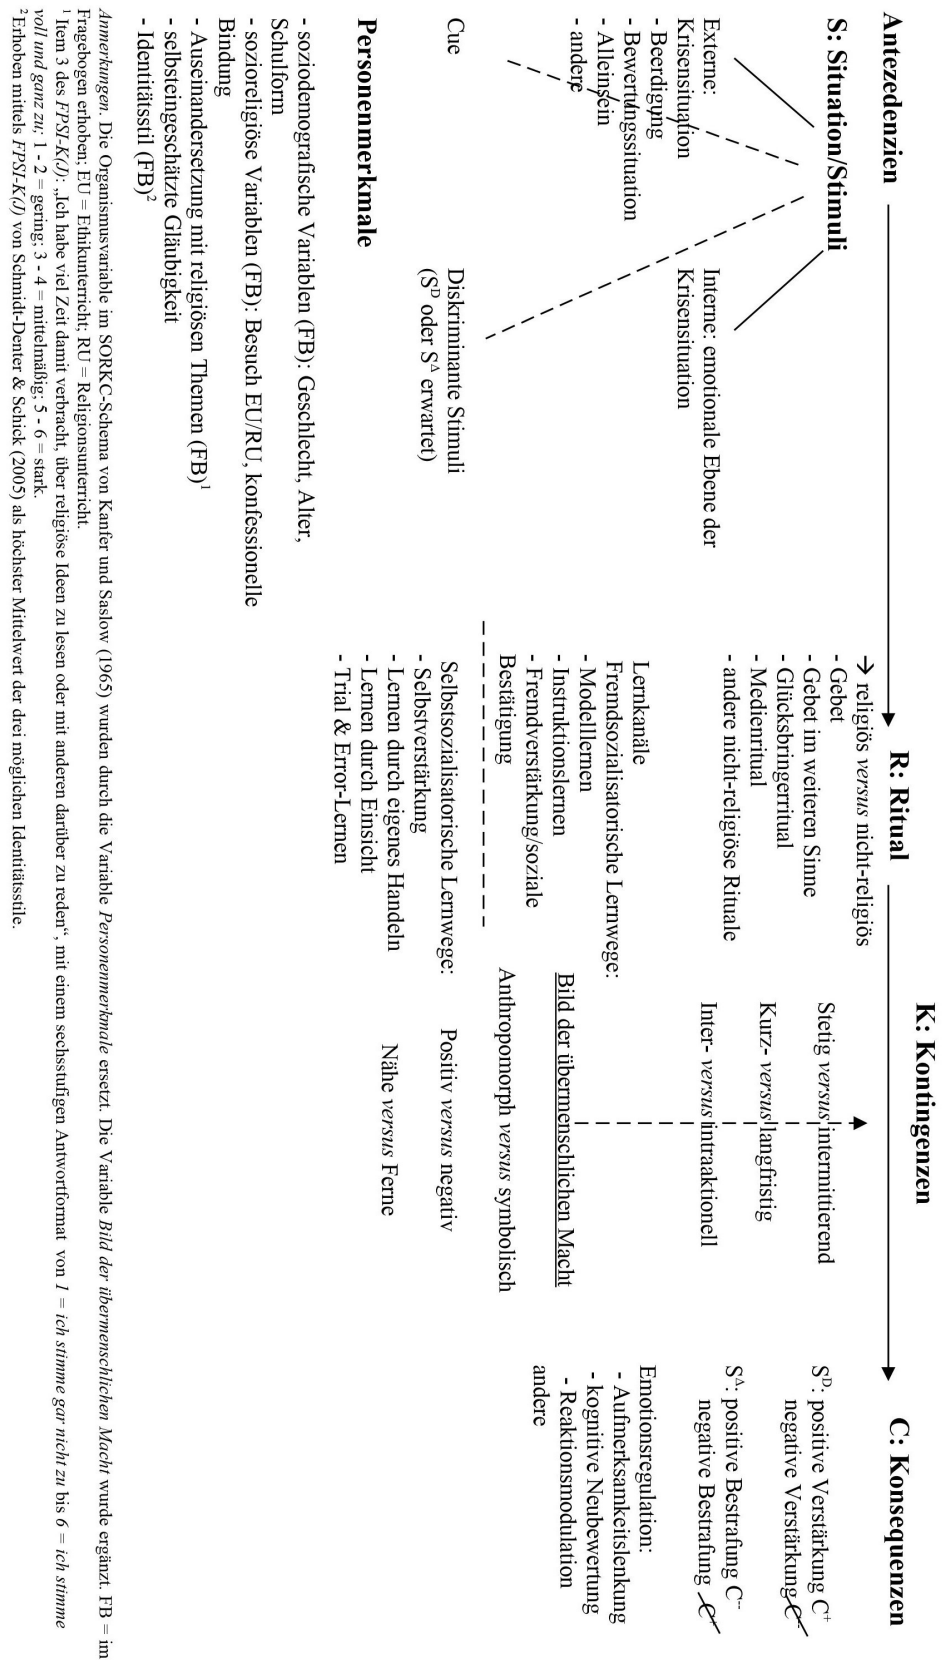 Antezedenzien
S: Situation/Stimuli
Externe:
Krisensituation
- Beerdigung
- Bewertungssituation
- Alleinsein
- andere
Interne: emotionale Ebene der
Krisensituation
Cue
Diskriminante Stimuli
(S^D oder S^Δ erwartet)
Personenmerkmale
- soziodemografische Variablen (FB): Geschlecht, Alter,
Schulform
- sozioreligiöse Variablen (FB): Besuch EU/RU, konfessionelle
Bindung
- Auseinandersetzung mit religiösen Themen (FB)¹
- selbsteingeschätzte Gläubigkeit
- Identitätsstil (FB)²
R: Ritual
→ religiös versus nicht-religiös
- Gebet
- Gebet im weiteren Sinne
- Glücksbringerritual
- Medienritual
- andere nicht-religiöse Rituale
Lernkanäle
Fremdsozialisatorische Lernwege:
- Modelllernen
- Instruktionslernen
- Fremdverstärkung/soziale
Bestätigung
Selbstsozialisatorische Lernwege:
- Selbstverstärkung
- Lernen durch eigenes Handeln
- Lernen durch Einsicht
- Trial & Error-Lernen
K: Kontingenzen
Stetig versus intermittierend
Kurz- versus langfristig
Inter- versus intraaktionell
Bild der übermenschlichen Macht
Anthropomorph versus symbolisch
Positiv versus negativ
Nähe versus Ferne
C: Konsequenzen
S^D: positive Verstärkung C⁺
negative Verstärkung C⁻
S^Δ: positive Bestrafung C⁻
negative Bestrafung C⁺
Emotionsregulation:
- Aufmerksamkeitslenkung
- kognitive Neubewertung
- Reaktionsmodulation
andere
Anmerkungen. Die Organismusvariable im SORKC-Schema von Kanfer und Saslow (1965) wurden durch die Variable Personenmerkmale ersetzt. Die Variable Bild der übermenschlichen Macht wurde ergänzt. FB = im
Fragebogen erhoben; EU = Ethikunterricht; RU = Religionsunterricht.
¹ Item 3 des FPSI-K(J): „Ich habe viel Zeit damit verbracht, über religiöse Ideen zu lesen oder mit anderen darüber zu reden“, mit einem sechsstufigen Antwortformat von 1 = ich stimme gar nicht zu bis 6 = ich stimme
voll und ganz zu; 1 - 2 = gering; 3 - 4 = mittelmäßig; 5 - 6 = stark.
² Erhoben mittels FPSI-K(J) von Schmidt-Denter & Schick (2005) als höchster Mittelwert der drei möglichen Identitätsstile.